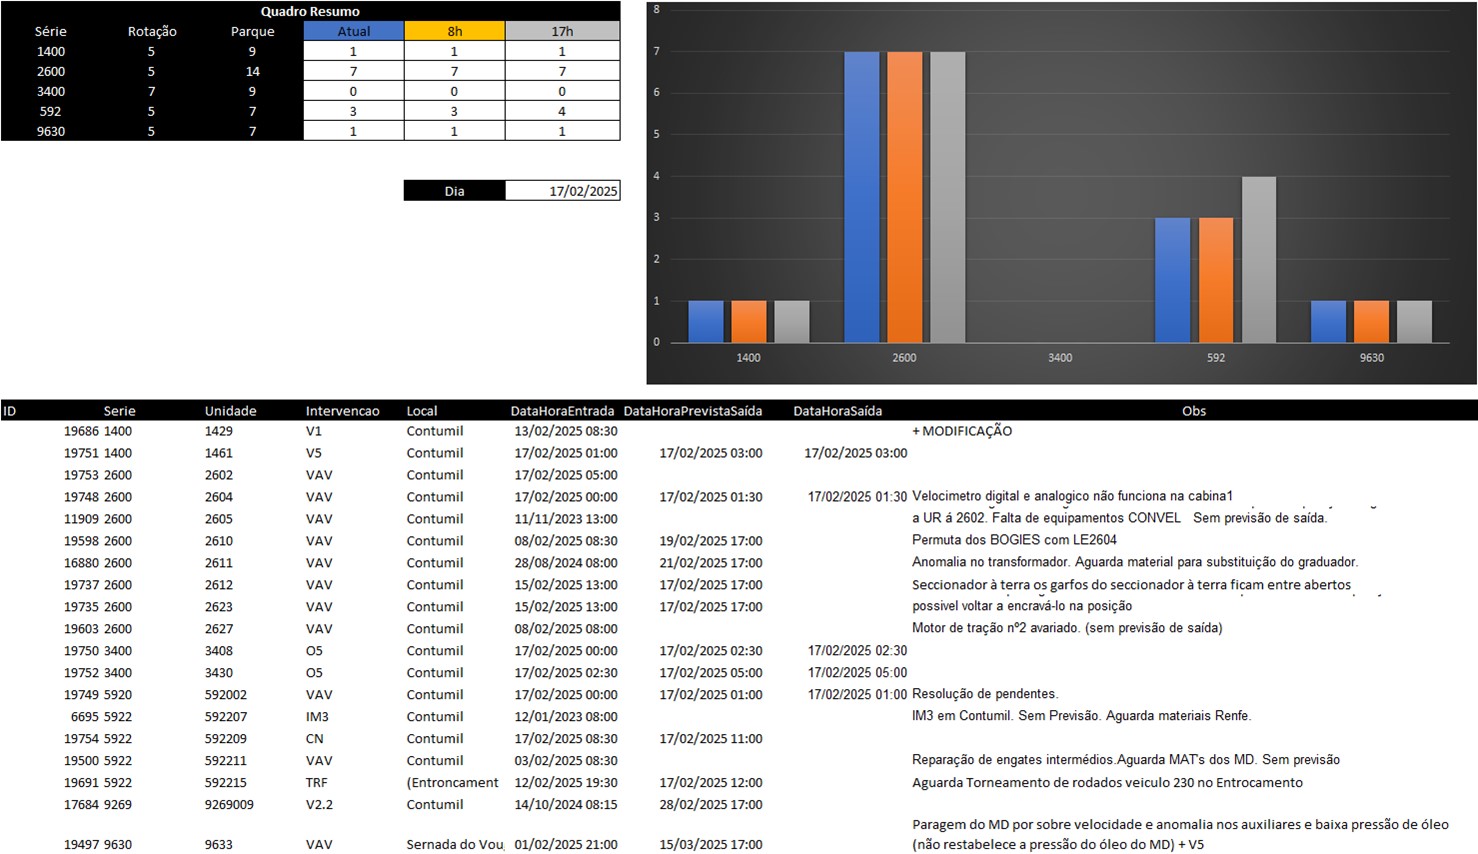 Quadro Resumo
Série Rotação Parque Atual 8h 17h
1400 5 9 1 1 1
2600 5 14 7 7 7
3400 7 9 0 0 0
592 5 7 3 3 4
9630 5 7 1 1 1
Dia 17/02/2025
8
7
6
5
4
3
2
1
0
1400 2600 3400 592 9630
ID Serie Unidade Intervencao Local DataHoraEntrada DataHoraPrevistaSaída DataHoraSaída Obs
19686 1400 1429 V1 Contumil 13/02/2025 08:30 + MODIFICAÇÃO
19751 1400 1461 V5 Contumil 17/02/2025 01:00 17/02/2025 03:00 17/02/2025 03:00
19753 2600 2602 VAV Contumil 17/02/2025 05:00
19748 2600 2604 VAV Contumil 17/02/2025 00:00 17/02/2025 01:30 17/02/2025 01:30 Velocimetro digital e analogico não funciona na cabina1
11909 2600 2605 VAV Contumil 11/11/2023 13:00 a UR á 2602. Falta de equipamentos CONVEL Sem previsão de saída.
19598 2600 2610 VAV Contumil 08/02/2025 08:30 19/02/2025 17:00 Permuta dos BOGIES com LE2604
16880 2600 2611 VAV Contumil 28/08/2024 08:00 21/02/2025 17:00 Anomalia no transformador. Aguarda material para substituição do graduador.
19737 2600 2612 VAV Contumil 15/02/2025 13:00 17/02/2025 17:00 Seccionador à terra os garfos do seccionador à terra ficam entre abertos
19735 2600 2623 VAV Contumil 15/02/2025 13:00 17/02/2025 17:00 possivel voltar a encravá-lo na posição
19603 2600 2627 VAV Contumil 08/02/2025 08:00 Motor de tração nº2 avariado. (sem previsão de saída)
19750 3400 3408 O5 Contumil 17/02/2025 00:00 17/02/2025 02:30 17/02/2025 02:30
19752 3400 3430 O5 Contumil 17/02/2025 02:30 17/02/2025 05:00 17/02/2025 05:00
19749 5920 592002 VAV Contumil 17/02/2025 00:00 17/02/2025 01:00 17/02/2025 01:00 Resolução de pendentes.
6695 5922 592207 IM3 Contumil 12/01/2023 08:00 IM3 em Contumil. Sem Previsão. Aguarda materiais Renfe.
19754 5922 592209 CN Contumil 17/02/2025 08:30 17/02/2025 11:00
19500 5922 592211 VAV Contumil 03/02/2025 08:30 Reparação de engates intermédios.Aguarda MAT's dos MD. Sem previsão
19691 5922 592215 TRF (Entroncament 12/02/2025 19:30 17/02/2025 12:00 Aguarda Torneamento de rodados veiculo 230 no Entrocamento
17684 9269 9269009 V2.2 Contumil 14/10/2024 08:15 28/02/2025 17:00
Paragem do MD por sobre velocidade e anomalia nos auxiliares e baixa pressão de óleo
19497 9630 9633 VAV Sernada do Vou 01/02/2025 21:00 15/03/2025 17:00 (não restabelece a pressão do óleo do MD) + V5